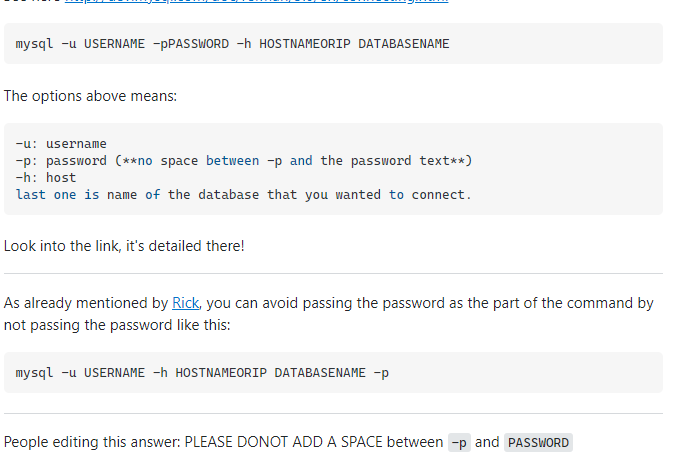 mysql -u USERNAME -pPASSWORD -h HOSTNAMEORIP DATABASENAME
The options above means:
-u: username
-p: password (**no space between -p and the password text**)
-h: host
last one is name of the database that you wanted to connect.
Look into the link, it's detailed there!
As already mentioned by Rick, you can avoid passing the password as the part of the command by
not passing the password like this:
mysql -u USERNAME -h HOSTNAMEORIP DATABASENAME -p
People editing this answer: PLEASE DONOT ADD A SPACE between -p and PASSWORD